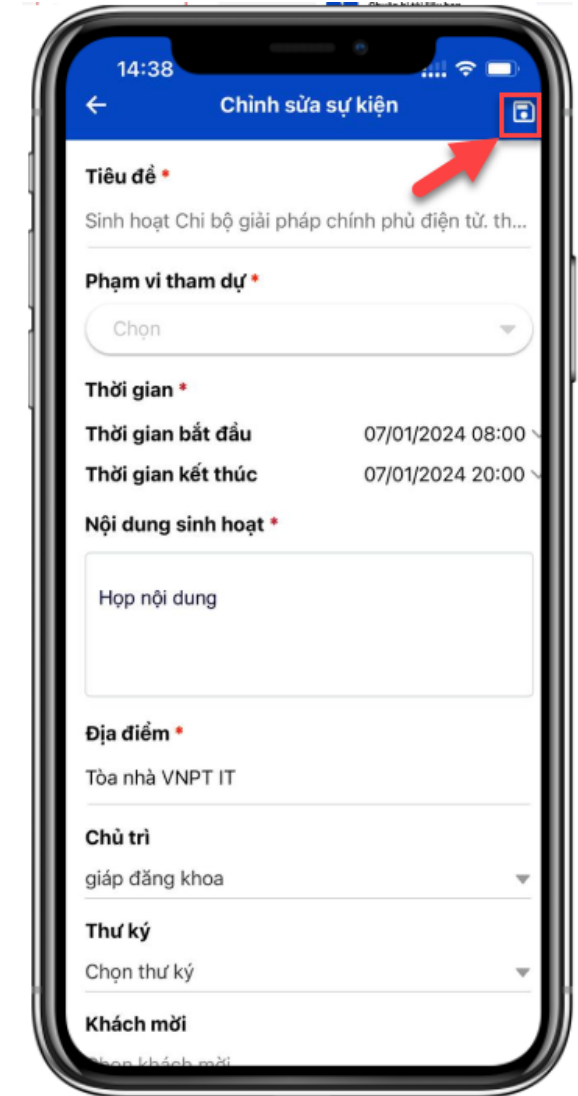 14:38
Chỉnh sửa sự kiện
Tiêu đề *
Sinh hoạt Chi bộ giải pháp chính phủ điện tử. th...
Phạm vi tham dự *
Chọn
Thời gian *
Thời gian bắt đầu 07/01/2024 08:00
Thời gian kết thúc 07/01/2024 20:00
Nội dung sinh hoạt *
Họp nội dung
Địa điểm *
Tòa nhà VNPT IT
Chủ trì
giáp đăng khoa
Thư ký
Chọn thư ký
Khách mời
Chọn khách mời